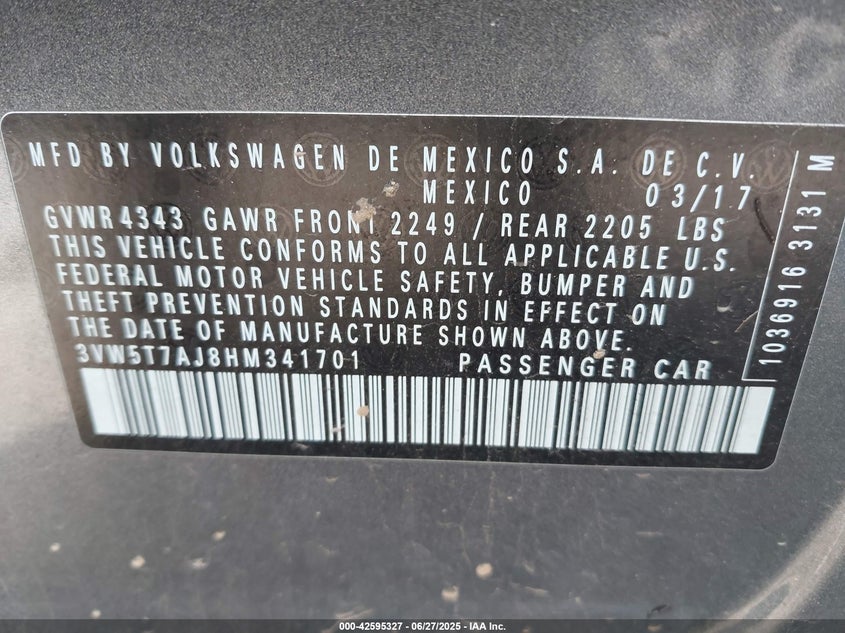 MFD BY VOLKSWAGEN DE MEXICO S.A. DE C.V.
MEXICO 03/17
GVWR 4343 GAWR FRONT 2249 / REAR 2205 LBS
THIS VEHICLE CONFORMS TO ALL APPLICABLE U.S.
FEDERAL MOTOR VEHICLE SAFETY, BUMPER AND
THEFT PREVENTION STANDARDS IN EFFECT ON
THE DATE OF MANUFACTURE SHOWN ABOVE.
3VW5T7AJ8HM341701 PASSENGER CAR
1036916 3131 M
000-42595327 | 06/27/2025 | IAA Inc.